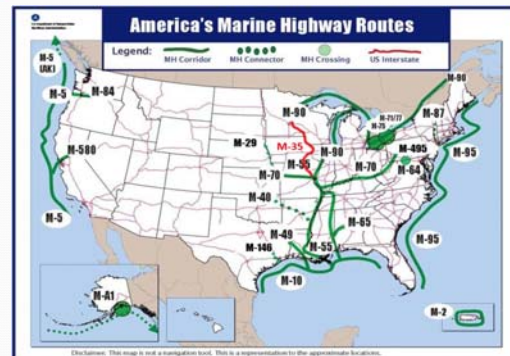 America's Marine Highway Routes
Legend:
MH Corridor
MH Connector
MH Crossing
US Interstate
M-5
(AK)
M-5
M-84
M-90
M-90
M-71/77
M-75
M-87
M-29
M-35
M-90
M-495
M-95
M-580
M-55
M-70
M-70
M-64
M-40
M-5
M-49
M-65
M-146
M-55
M-95
M-10
M-A1
M-2
Disclaimer: This map is not a navigation tool. This is a representation to the approximate locations.